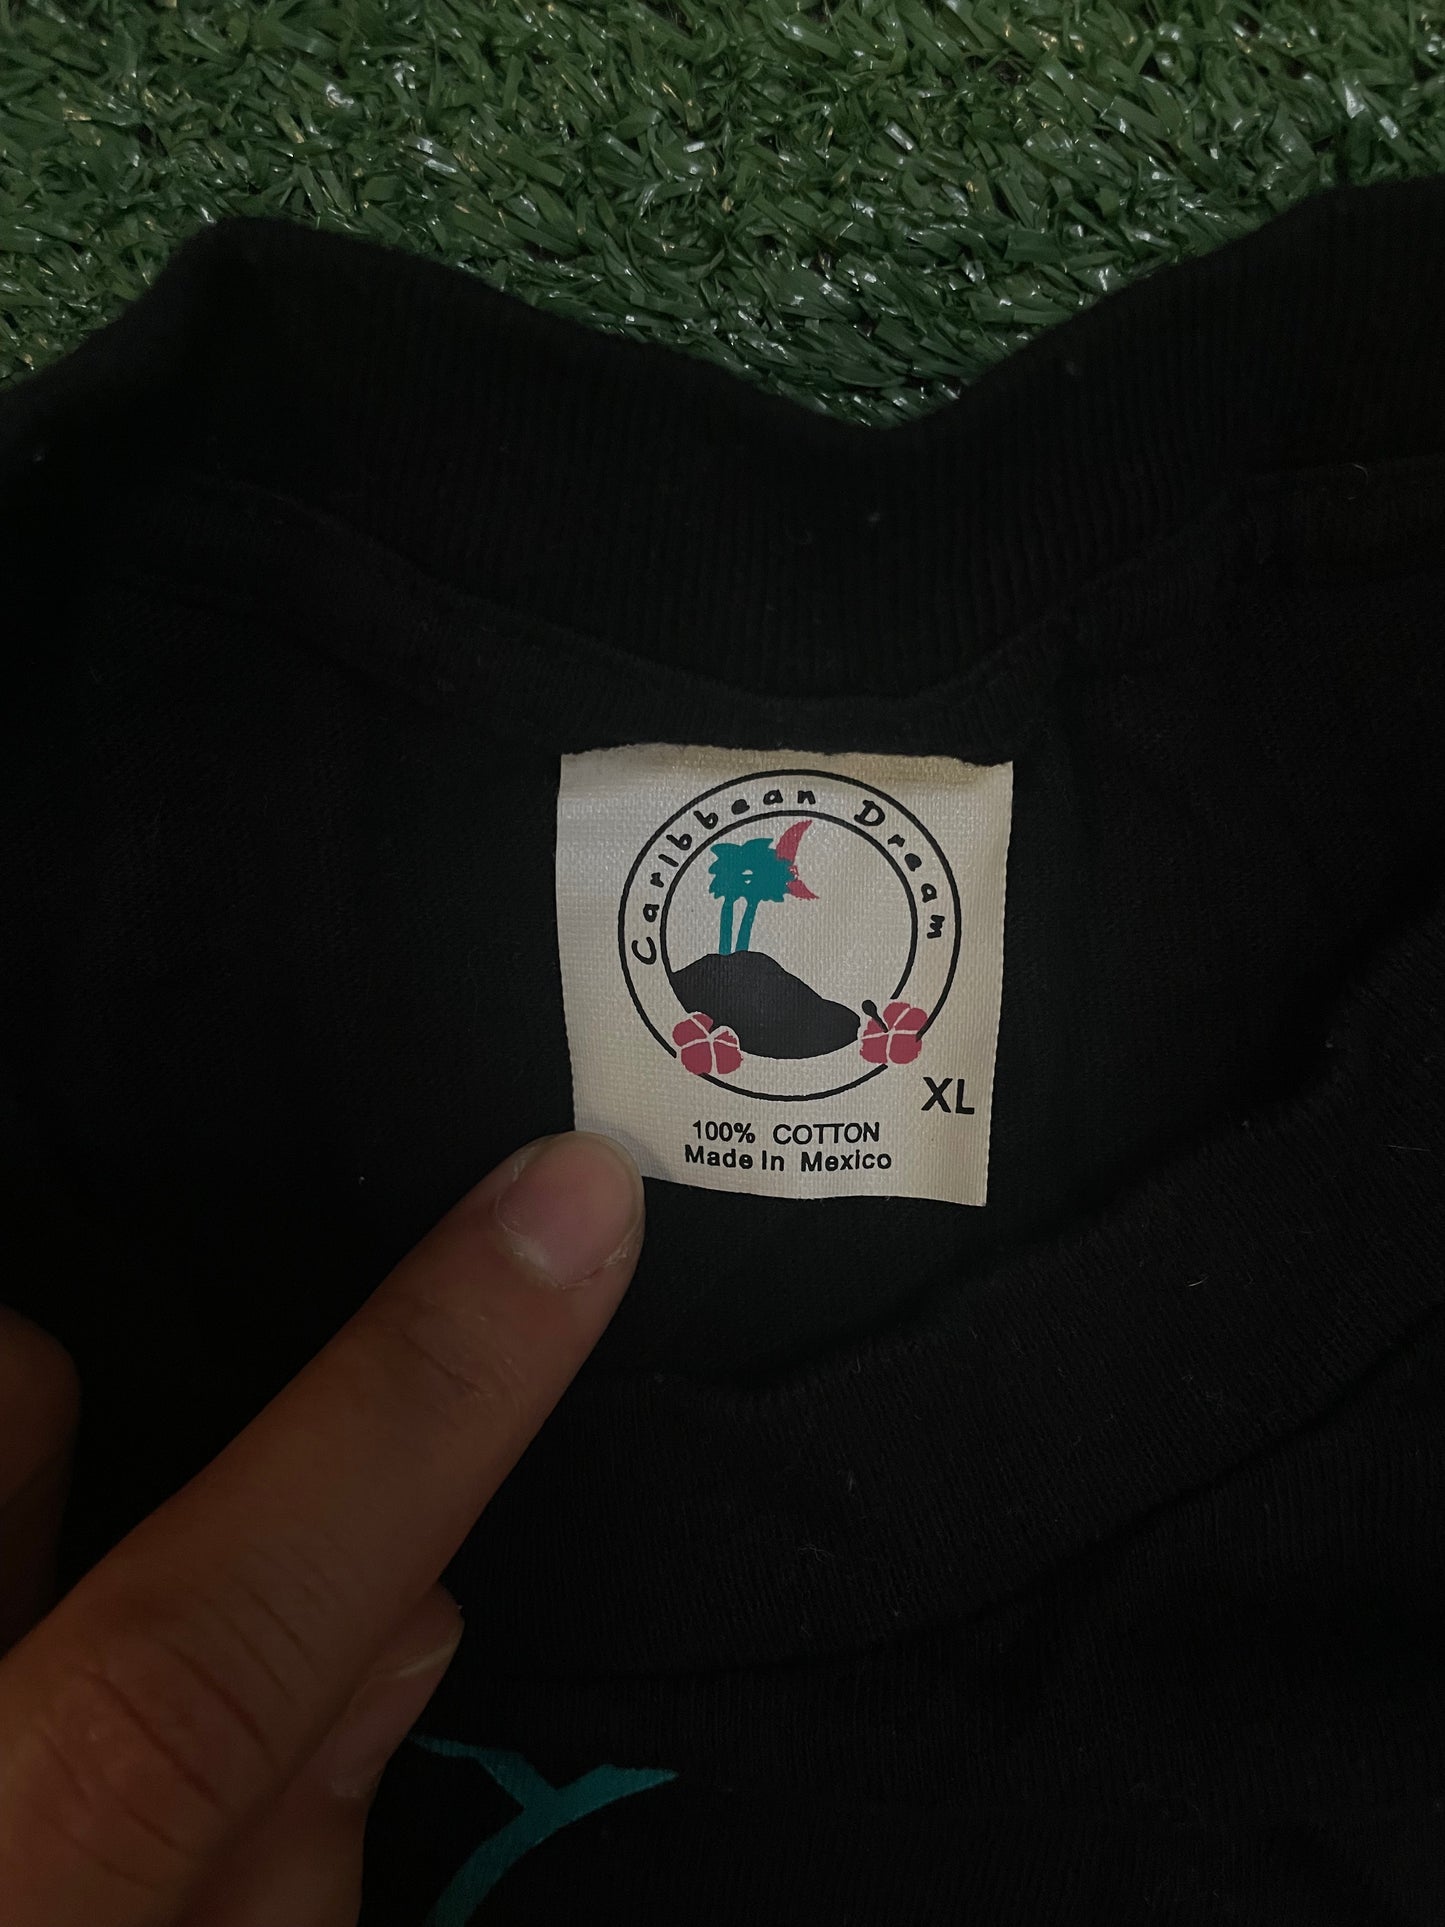 Caribbean Dream
XL
100% COTTON
Made In Mexico